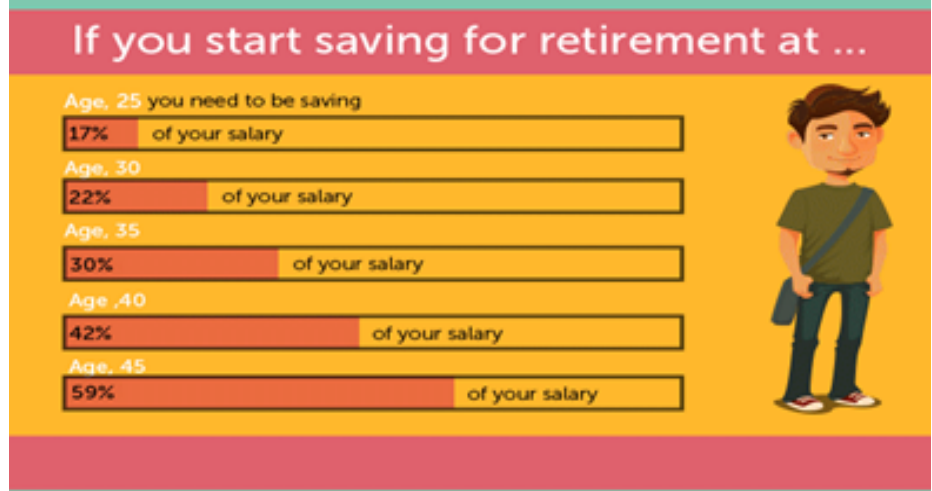 If you start saving for retirement at ...
Age, 25 you need to be saving
17% of your salary
Age, 30
22% of your salary
Age, 35
30% of your salary
Age ,40
42% of your salary
Age, 45
59% of your salary